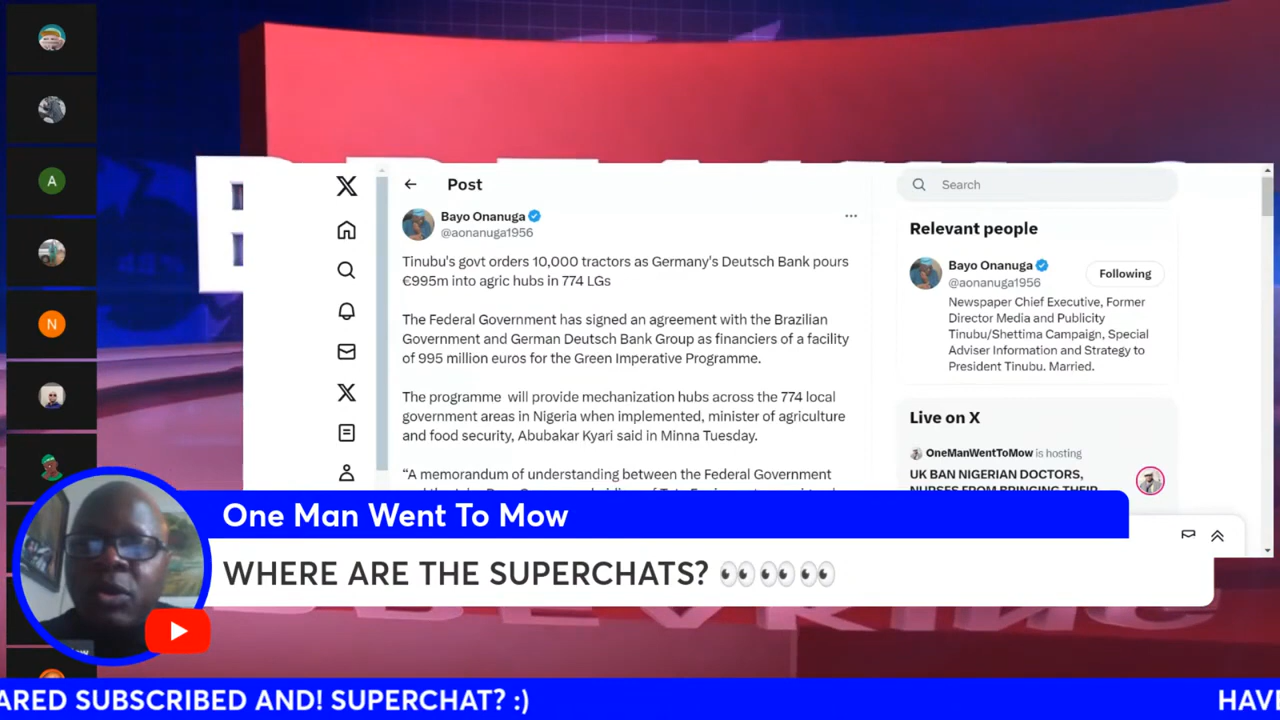 A
N
Post
Bayo Onanuga
@aonanuga1956
Tinubu's govt orders 10,000 tractors as Germany's Deutsch Bank pours
€995m into agric hubs in 774 LGs
The Federal Government has signed an agreement with the Brazilian
Government and German Deutsch Bank Group as financiers of a facility
of 995 million euros for the Green Imperative Programme.
The programme will provide mechanization hubs across the 774 local
government areas in Nigeria when implemented, minister of agriculture
and food security, Abubakar Kyari said in Minna Tuesday.
“A memorandum of understanding between the Federal Government
Search
Relevant people
Bayo Onanuga
@aonanuga1956
Following
Newspaper Chief Executive, Former
Director Media and Publicity
Tinubu/Shettima Campaign, Special
Adviser Information and Strategy to
President Tinubu. Married.
Live on X
OneManWentToMow is hosting
UK BAN NIGERIAN DOCTORS,
NURSES FROM BRINGING THEIR
One Man Went To Mow
WHERE ARE THE SUPERCHATS? 👀👀👀
ARED SUBSCRIBED AND! SUPERCHAT? :)
HAVE